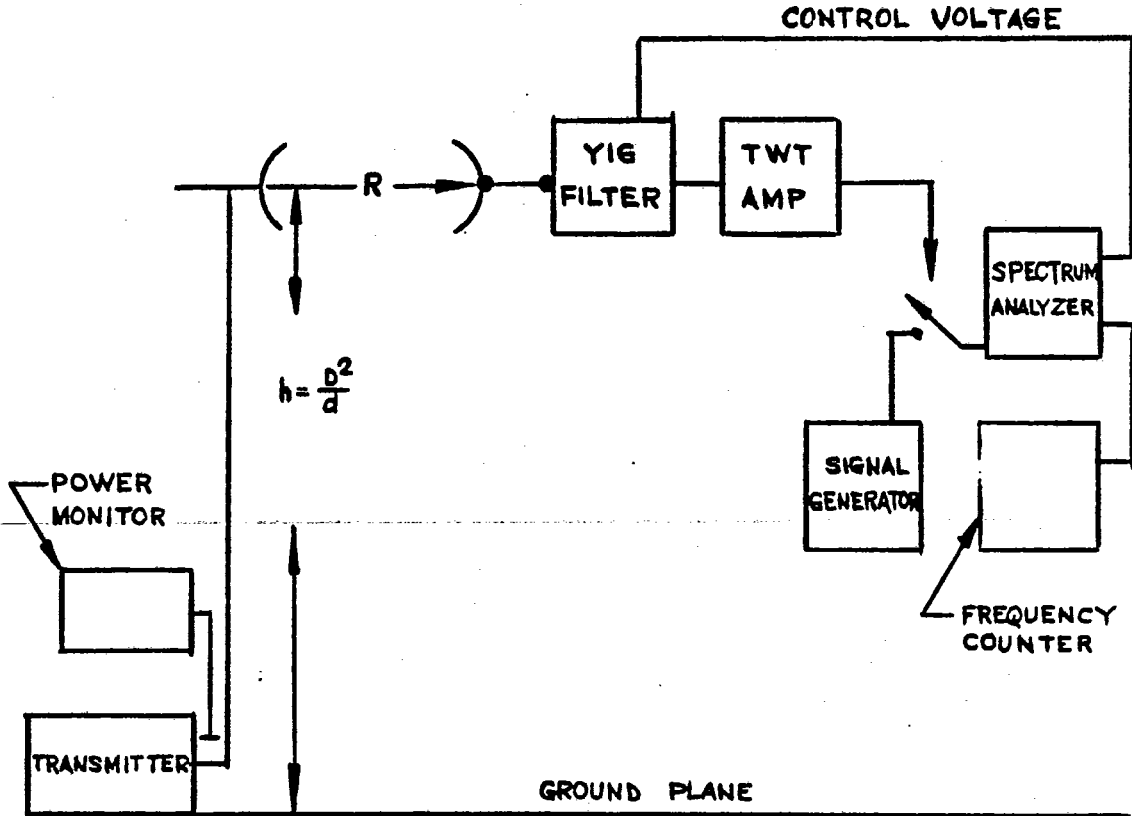 CONTROL VOLTAGE
YIG
FILTER
TWT
AMP
R
SPECTRUM
ANALYZER
h = D²/d
SIGNAL
GENERATOR
POWER
MONITOR
FREQUENCY
COUNTER
TRANSMITTER
GROUND PLANE